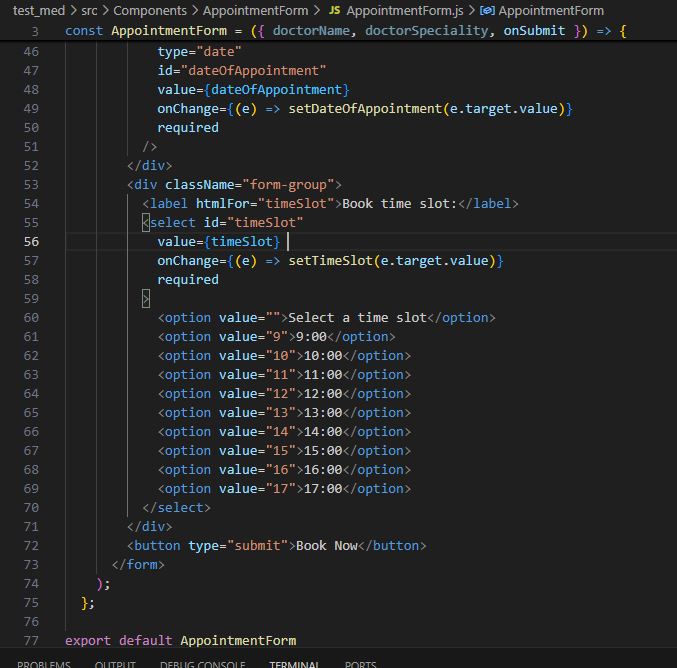 test_med > src > Components > AppointmentForm > JS AppointmentForm.js > AppointmentForm
3 const AppointmentForm = ({ doctorName, doctorSpeciality, onSubmit }) => {
46 type="date"
47 id="dateOfAppointment"
48 value={dateOfAppointment}
49 onChange={(e) => setDateOfAppointment(e.target.value)}
50 required
51 />
52 </div>
53 <div className="form-group">
54 <label htmlFor="timeSlot">Book time slot:</label>
55 <select id="timeSlot"
56 value={timeSlot}
57 onChange={(e) => setTimeSlot(e.target.value)}
58 required
59 >
60 <option value="">Select a time slot</option>
61 <option value="9">9:00</option>
62 <option value="10">10:00</option>
63 <option value="11">11:00</option>
64 <option value="12">12:00</option>
65 <option value="13">13:00</option>
66 <option value="14">14:00</option>
67 <option value="15">15:00</option>
68 <option value="16">16:00</option>
69 <option value="17">17:00</option>
70 </select>
71 </div>
72 <button type="submit">Book Now</button>
73 </form>
74 );
75 };
76
77 export default AppointmentForm
PROBLEMS OUTPUT DEBUG CONSOLE TERMINAL PORTS